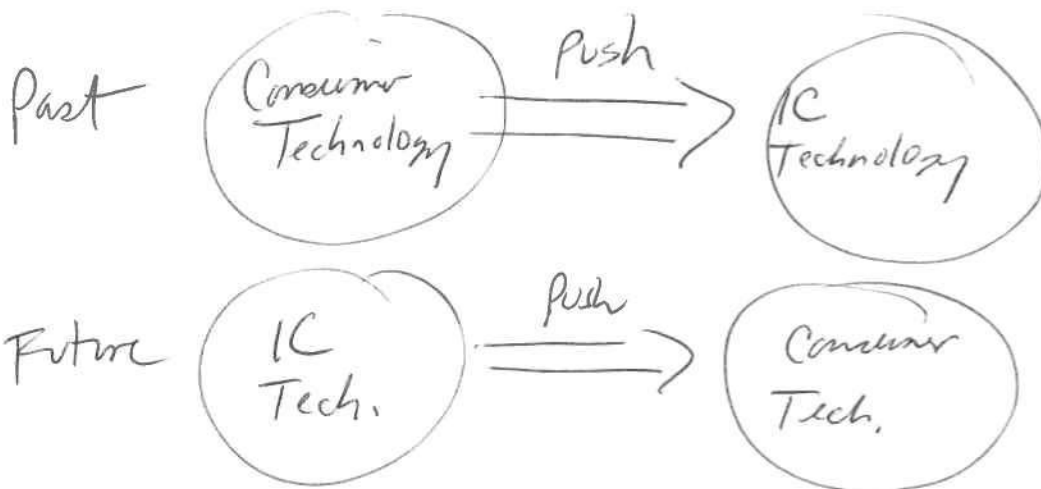 Push
Past
Consumer
Technology
IC
Technology
Push
Future
IC
Tech.
Consumer
Tech.